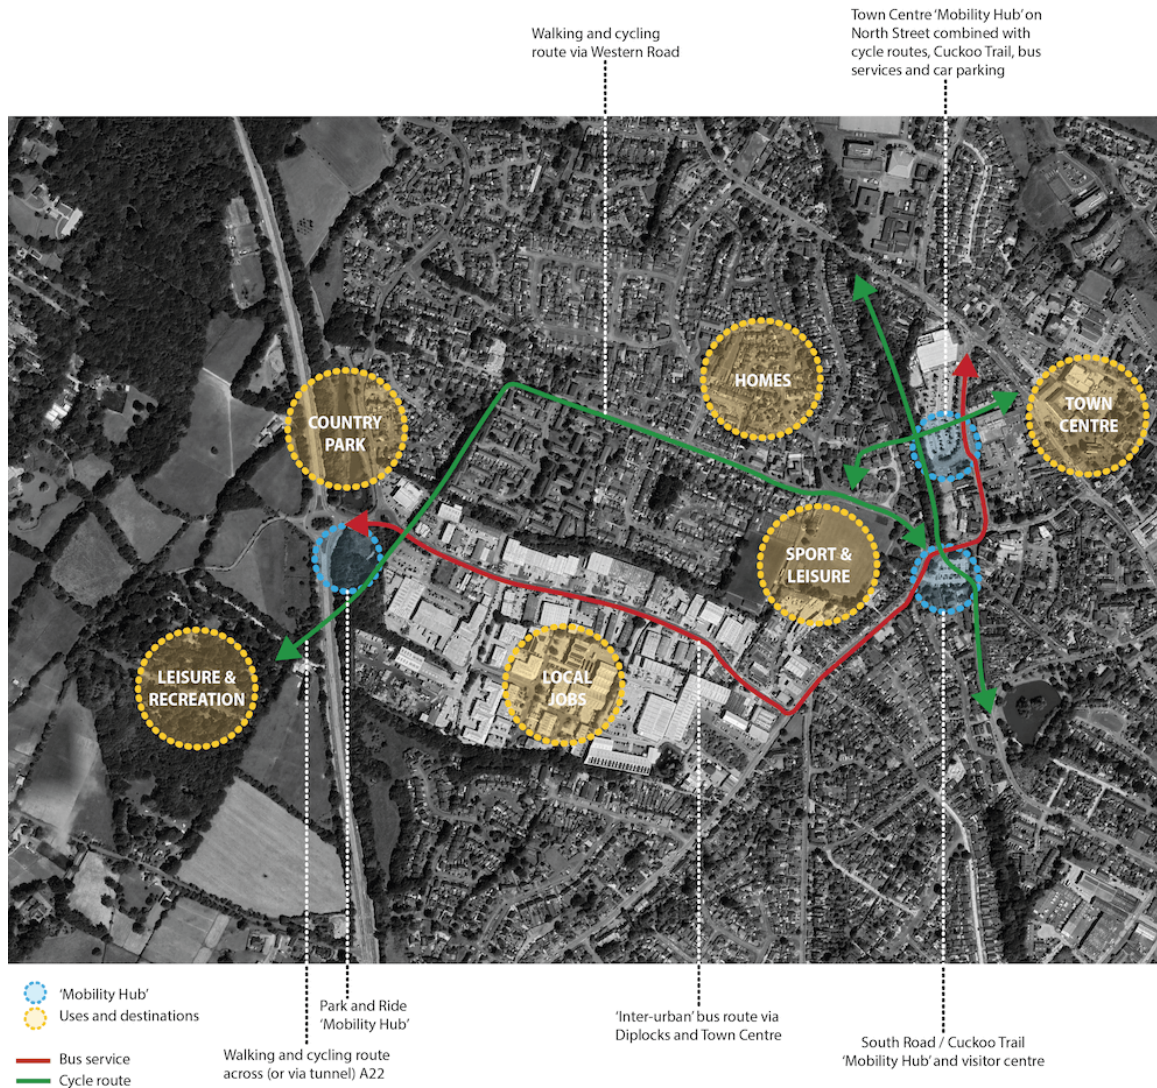 Walking and cycling
route via Western Road
Town Centre ‘Mobility Hub’ on
North Street combined with
cycle routes, Cuckoo Trail, bus
services and car parking
HOMES
COUNTRY
PARK
TOWN
CENTRE
SPORT &
LEISURE
LEISURE &
RECREATION
LOCAL
JOBS
‘Mobility Hub’
Uses and destinations
Bus service
Cycle route
Park and Ride
‘Mobility Hub’
Walking and cycling route
across (or via tunnel) A22
‘Inter-urban’ bus route via
Diplocks and Town Centre
South Road / Cuckoo Trail
‘Mobility Hub’ and visitor centre